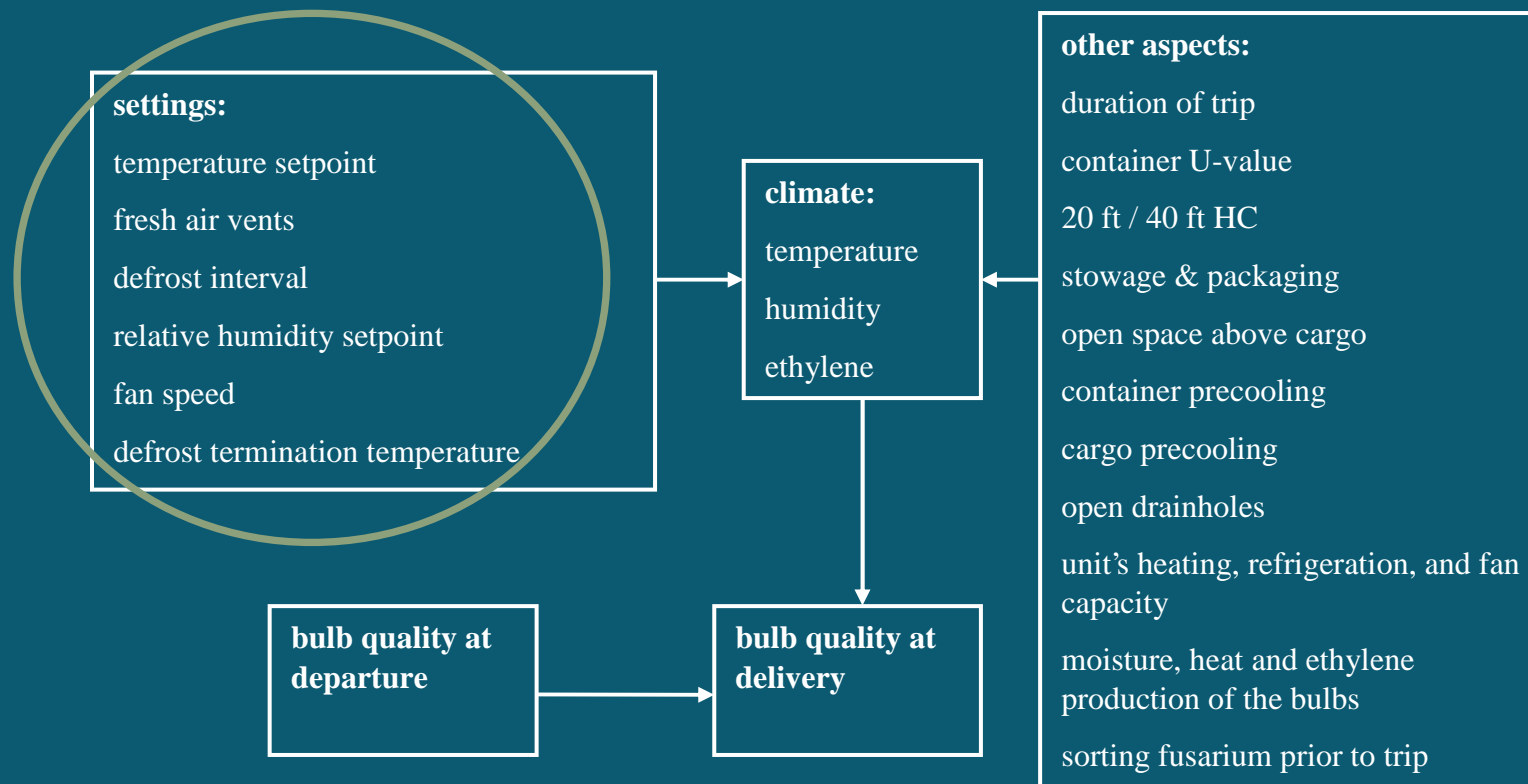 settings:
temperature setpoint
fresh air vents
defrost interval
relative humidity setpoint
fan speed
defrost termination temperature
climate:
temperature
humidity
ethylene
other aspects:
duration of trip
container U-value
20 ft / 40 ft HC
stowage & packaging
open space above cargo
container precooling
cargo precooling
open drainholes
unit’s heating, refrigeration, and fan
capacity
moisture, heat and ethylene
production of the bulbs
sorting fusarium prior to trip
bulb quality at
departure
bulb quality at
delivery